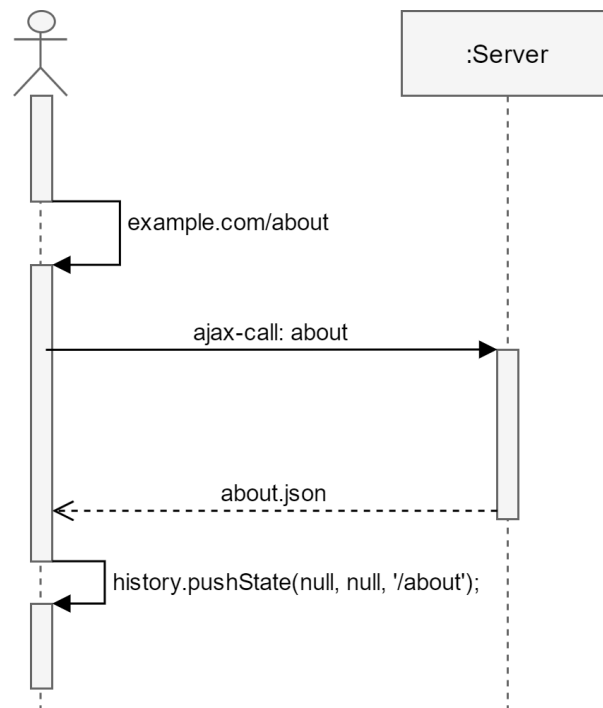 :Server
example.com/about
ajax-call: about
about.json
history.pushState(null, null, '/about');